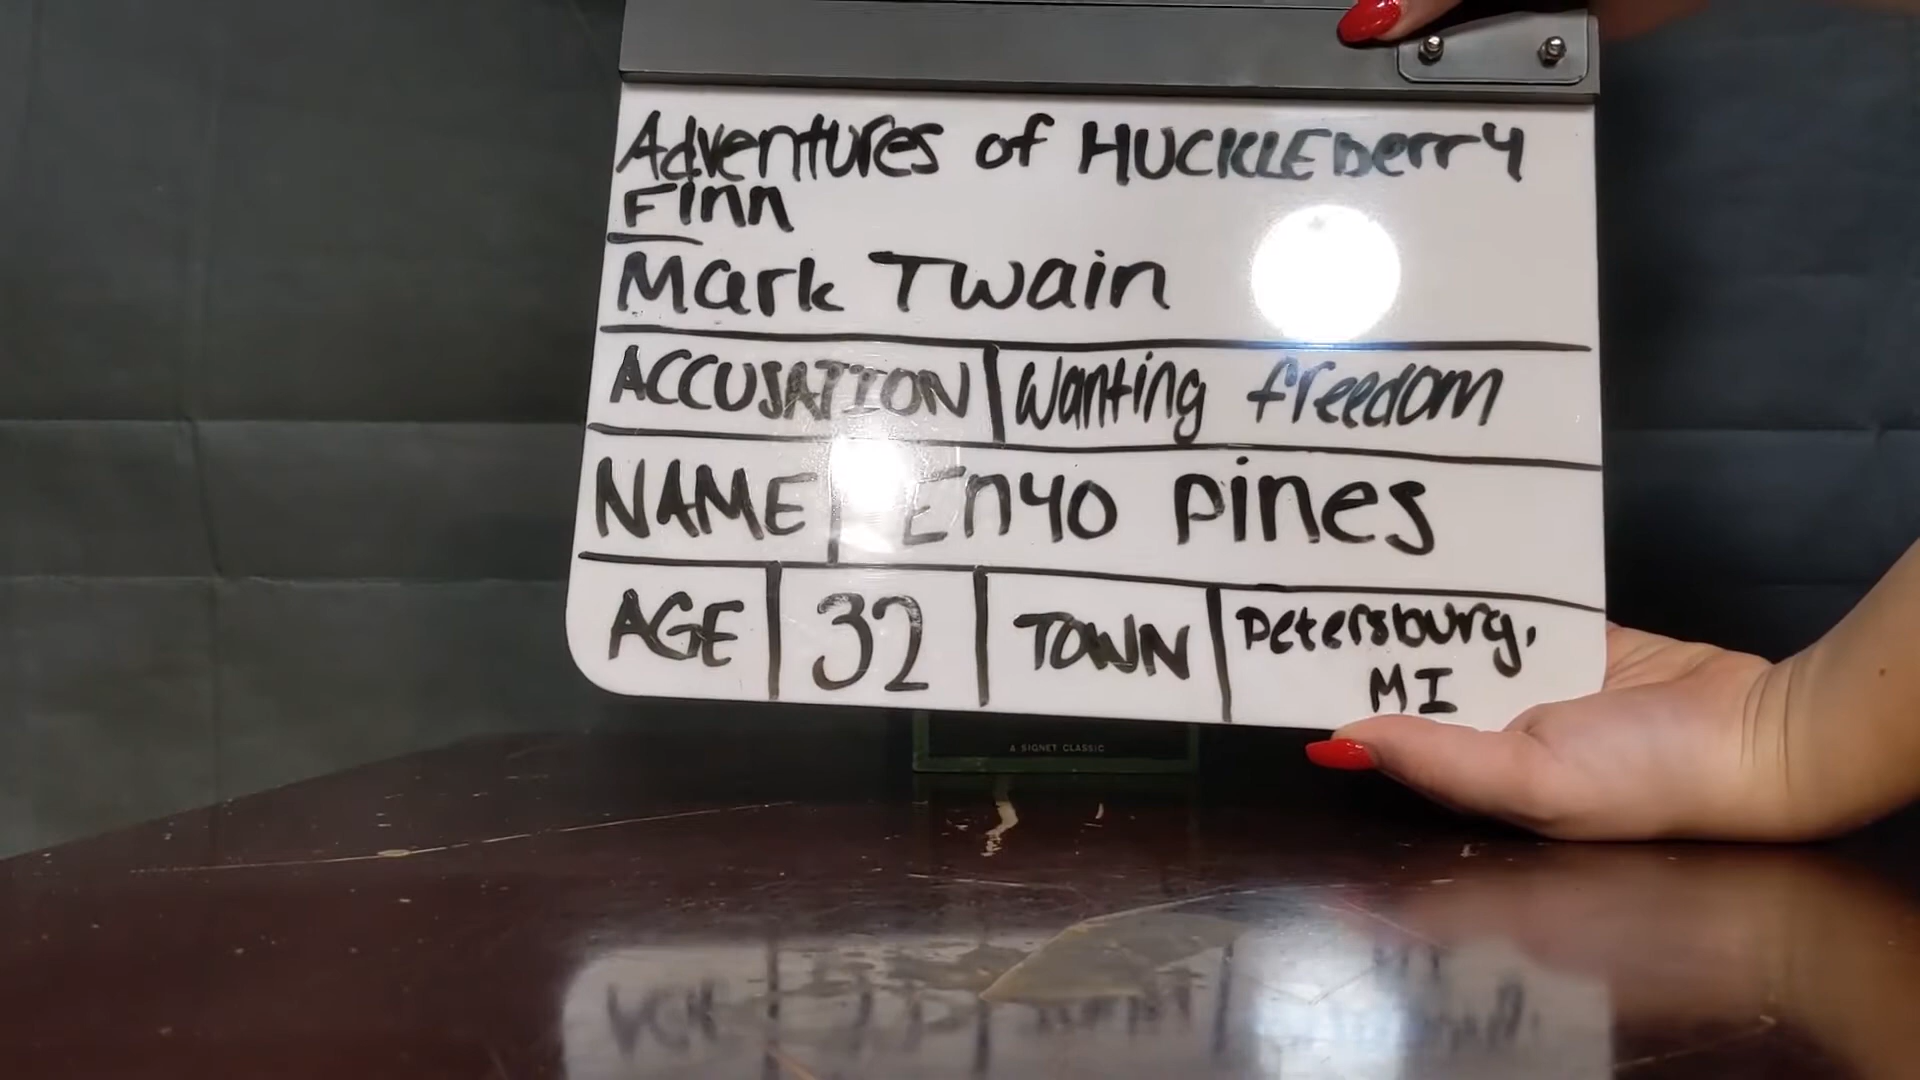 Adventures of HUCKLEberry
Finn
Mark Twain
ACCUSATION Wanting freedom
NAME Enyo pines
AGE 32 TOWN Petersburg,
MI
A SIGNET CLASSIC